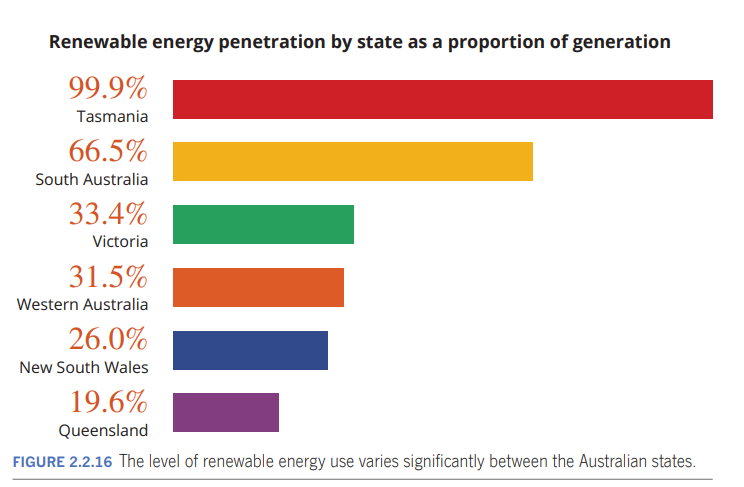 Renewable energy penetration by state as a proportion of generation
99.9%
Tasmania
66.5%
South Australia
33.4%
Victoria
31.5%
Western Australia
26.0%
New South Wales
19.6%
Queensland
FIGURE 2.2.16 The level of renewable energy use varies significantly between the Australian states.